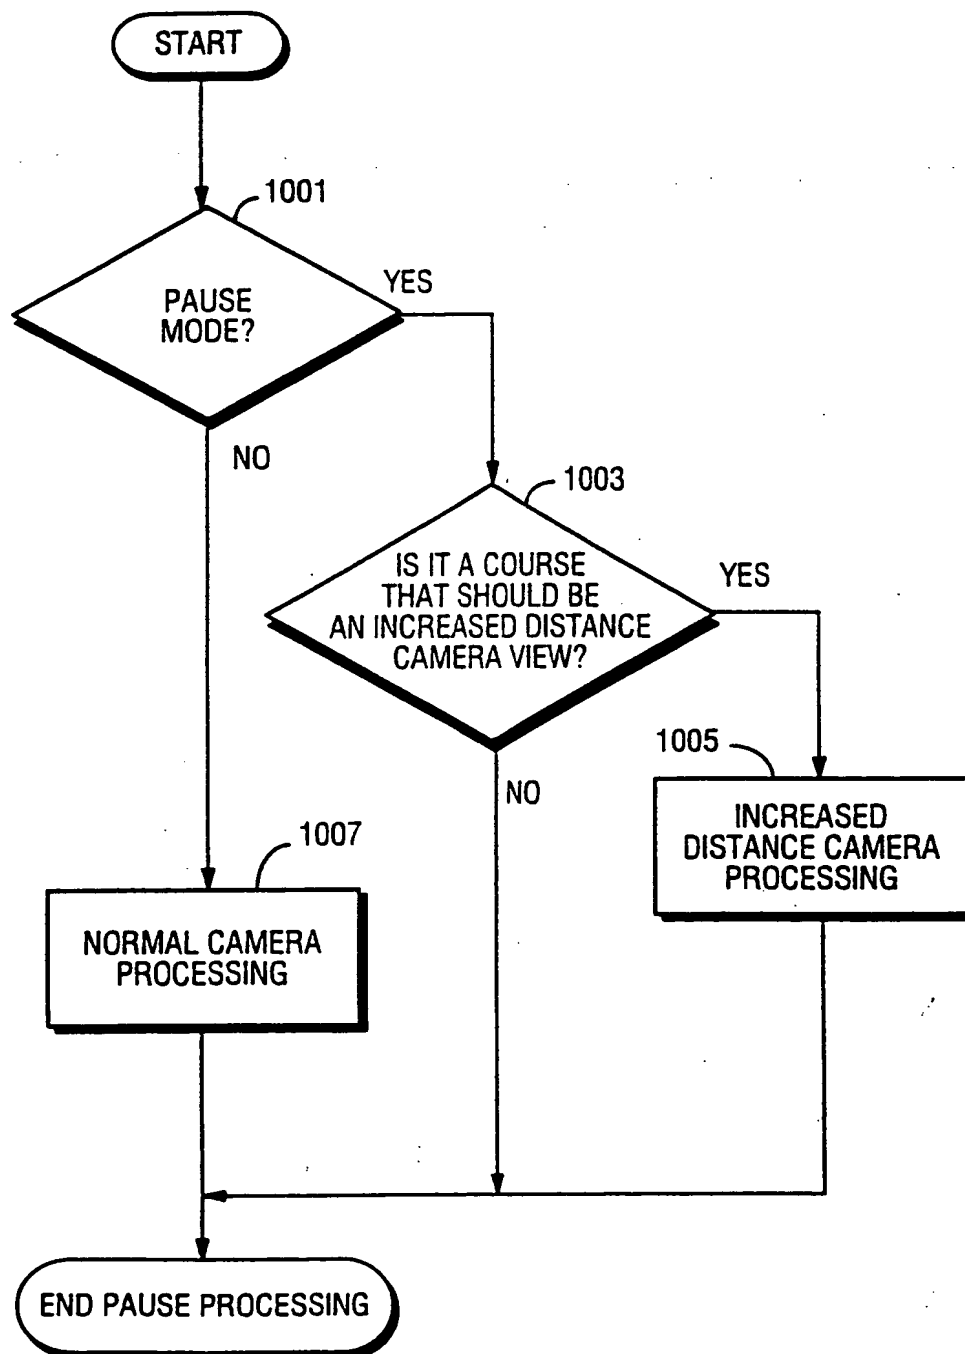 START
1001
YES
PAUSE
MODE?
NO
1003
IS IT A COURSE
THAT SHOULD BE
AN INCREASED DISTANCE
CAMERA VIEW?
YES
1005
NO
INCREASED
DISTANCE CAMERA
PROCESSING
1007
NORMAL CAMERA
PROCESSING
END PAUSE PROCESSING